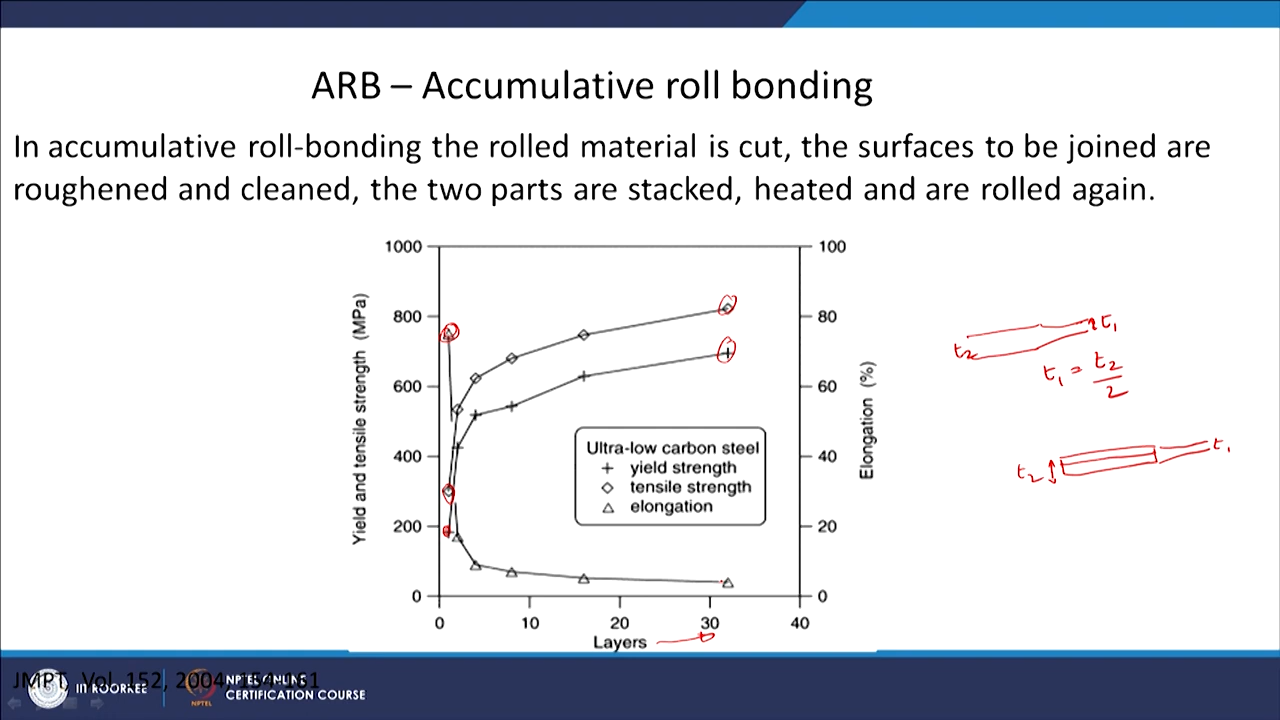 ARB – Accumulative roll bonding
In accumulative roll-bonding the rolled material is cut, the surfaces to be joined are
roughened and cleaned, the two parts are stacked, heated and are rolled again.
1000
800
600
400
200
0
Yield and tensile strength (MPa)
Ultra-low carbon steel
+ yield strength
◇ tensile strength
△ elongation
100
80
60
40
20
0
Elongation (%)
0 10 20 30 40
Layers
t₁
t₂
t₁ = t₂/2
t₁
t₂
JMPT, Vol. 152, 2004,
IIT ROORKEE
NPTEL ONLINE
CERTIFICATION COURSE
NPTEL